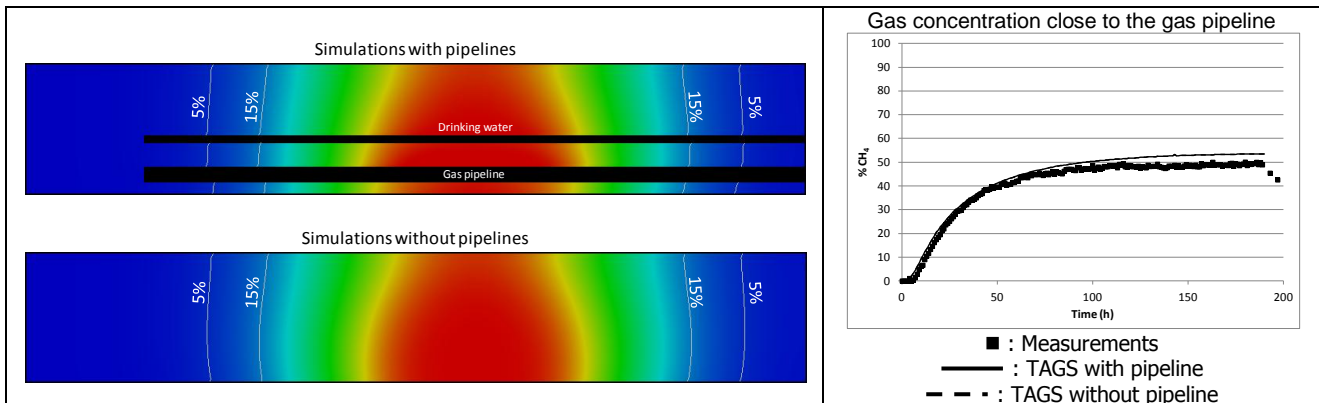 Simulations with pipelines
5%
15%
15%
5%
Drinking water
Gas pipeline
Simulations without pipelines
5%
15%
15%
5%
Gas concentration close to the gas pipeline
100
90
80
70
60
50
40
30
20
10
0
% CH₄
0 50 100 150 200
Time (h)
■ : Measurements
: TAGS with pipeline
: TAGS without pipeline